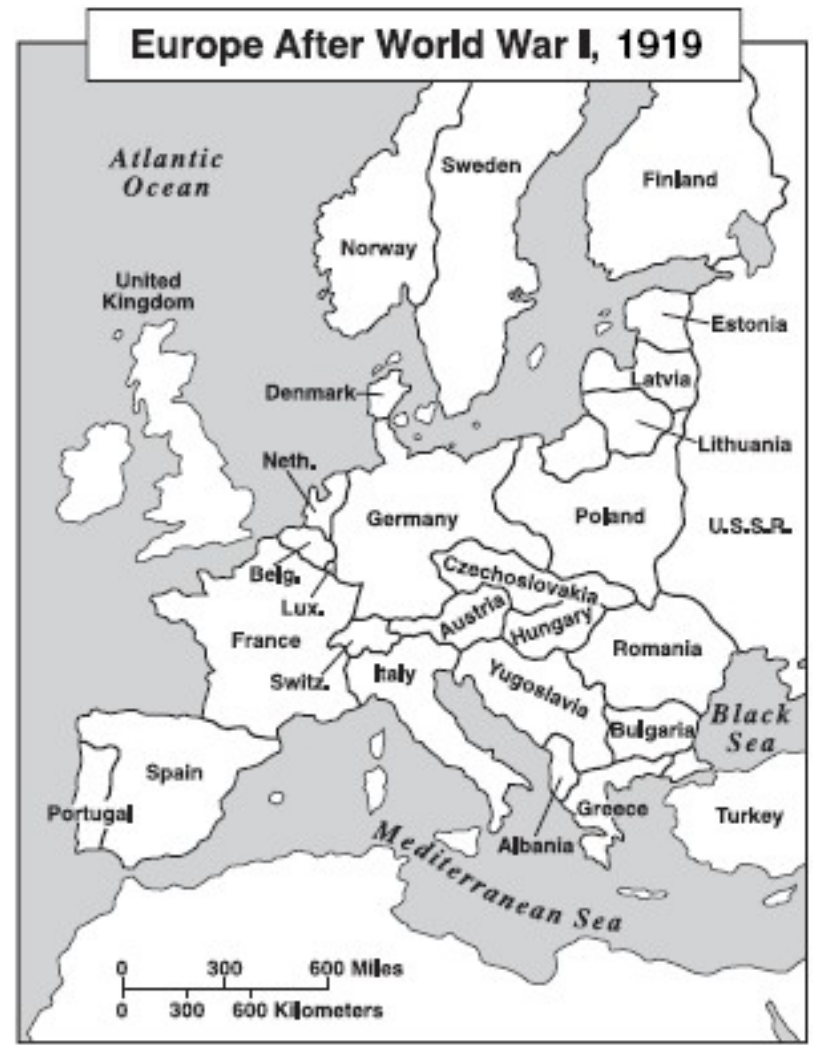 Europe After World War I, 1919
Atlantic
Ocean
Sweden
Finland
Norway
United
Kingdom
Estonia
Latvia
Denmark
Lithuania
Neth.
Germany
Poland
U.S.S.R.
Belg.
Czechoslovakia
Lux.
Austria
Hungary
France
Romania
Switz.
Italy
Yugoslavia
Black
Sea
Bulgaria
Spain
Portugal
Greece
Turkey
Albania
Mediterranean Sea
0 300 600 Miles
0 300 600 Kilometers